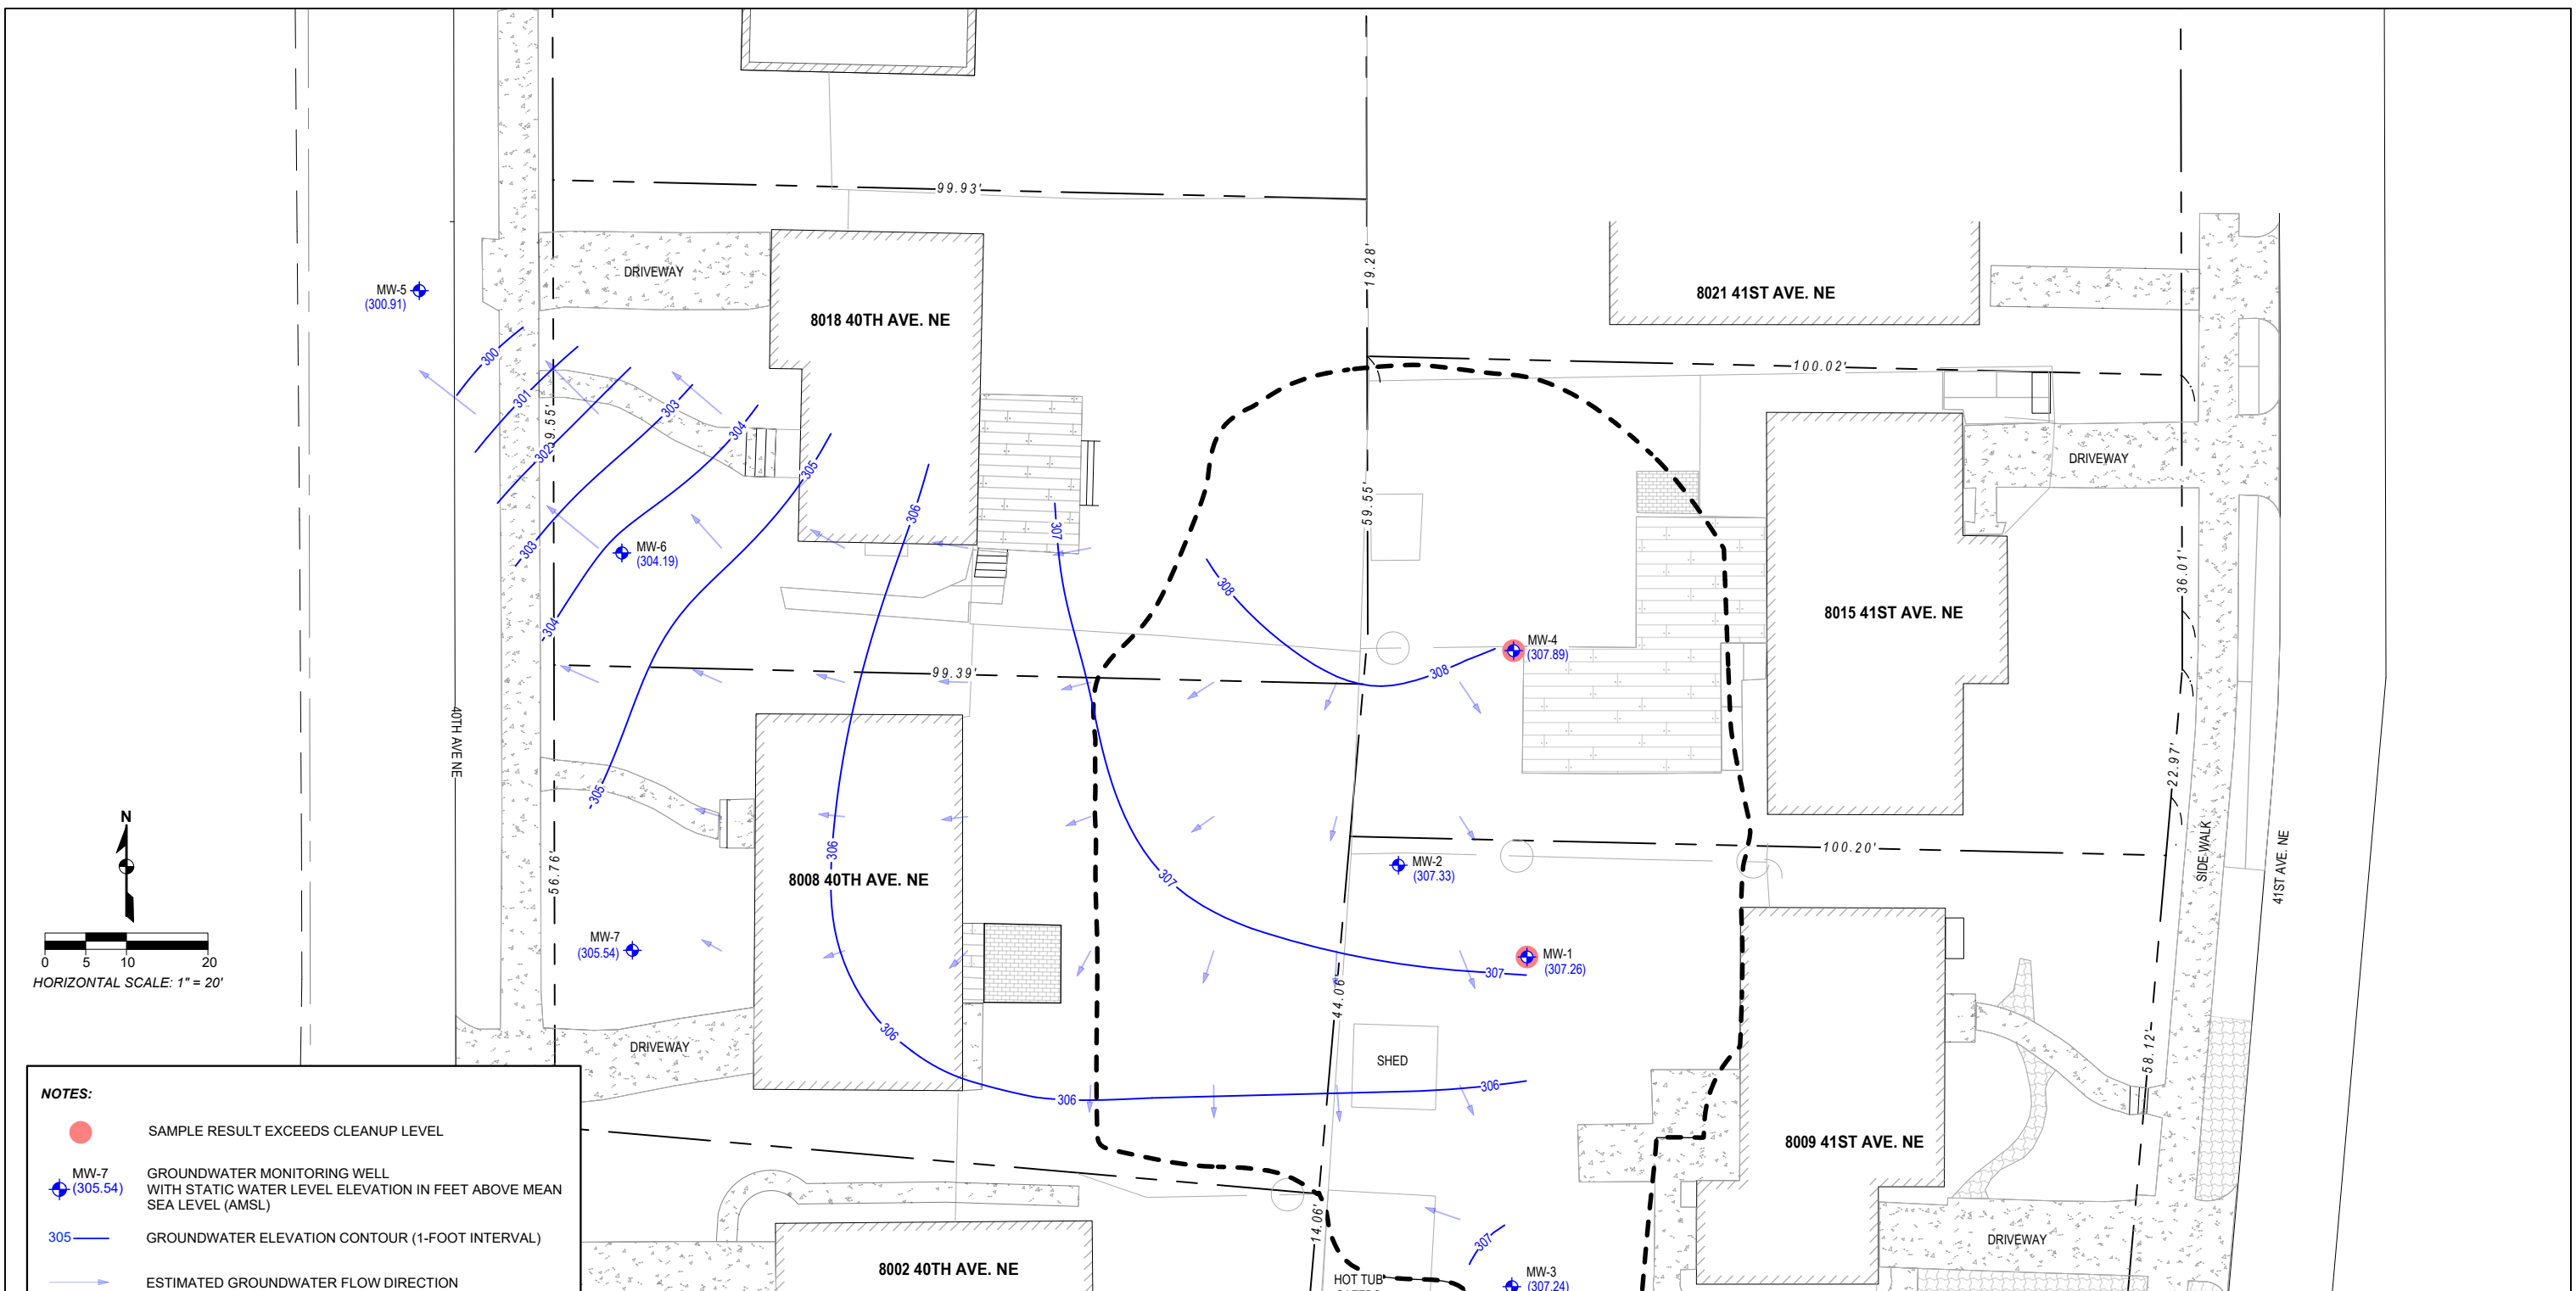 99.93'
19.28'
DRIVEWAY
MW-5
(300.91)
8018 40TH AVE. NE
8021 41ST AVE. NE
300
301
302
303
304
305
306
307
100.02'
59.55'
DRIVEWAY
MW-6
(304.19)
303
304
308
308
MW-4
(307.89)
8015 41ST AVE. NE
36.01'
99.39'
40TH AVE NE
305
22.97'
N
0 5 10 20
HORIZONTAL SCALE: 1" = 20'
56.76'
306
8008 40TH AVE. NE
307
MW-2
(307.33)
100.20'
SIDE WALK
41ST AVE. NE
MW-7
(305.54)
MW-1
(307.26)
307
44.06'
306
DRIVEWAY
SHED
306
306
58.12'
8009 41ST AVE. NE
14.06'
307
DRIVEWAY
8002 40TH AVE. NE
HOT TUB
MW-3
(307.24)
NOTES:
SAMPLE RESULT EXCEEDS CLEANUP LEVEL
MW-7
(305.54)
GROUNDWATER MONITORING WELL
WITH STATIC WATER LEVEL ELEVATION IN FEET ABOVE MEAN
SEA LEVEL (AMSL)
305
GROUNDWATER ELEVATION CONTOUR (1-FOOT INTERVAL)
ESTIMATED GROUNDWATER FLOW DIRECTION